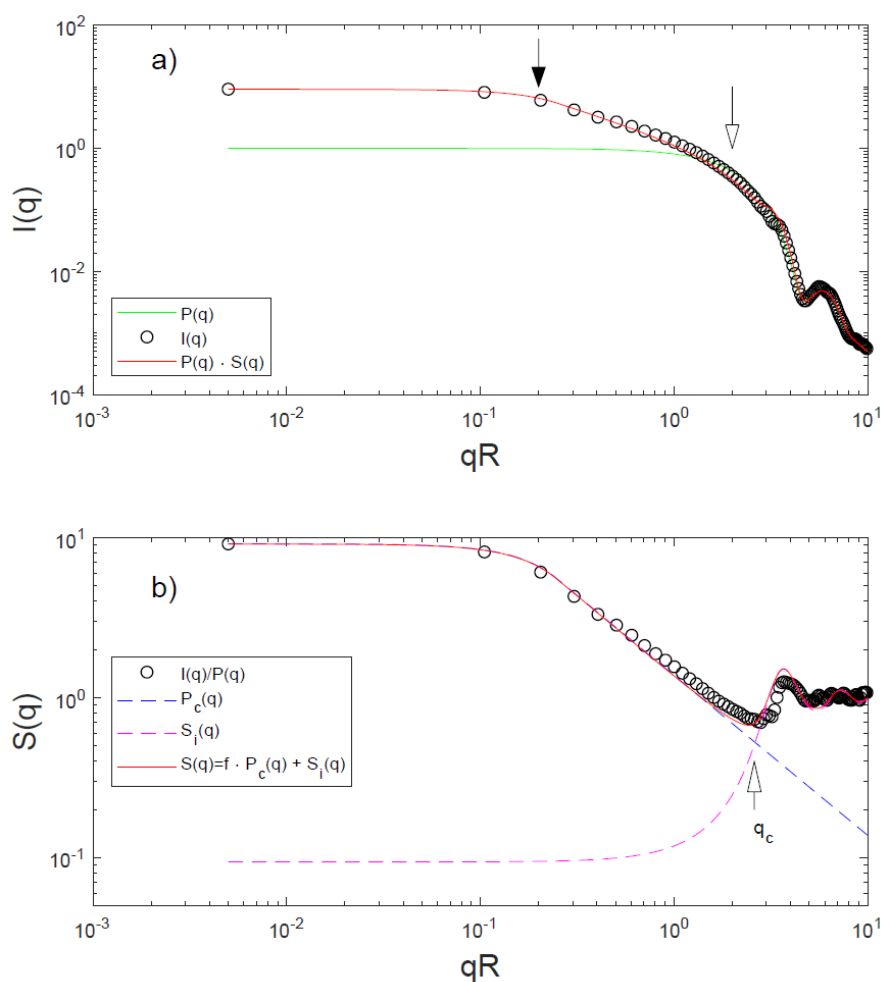 a)
I(q)
10^2
10^0
10^-2
10^-4
P(q)
I(q)
P(q) · S(q)
10^-3
10^-2
10^-1
10^0
10^1
qR
b)
S(q)
10^1
10^0
10^-1
I(q)/P(q)
P_c(q)
S_i(q)
S(q)=f · P_c(q) + S_i(q)
q_c
10^-3
10^-2
10^-1
10^0
10^1
qR